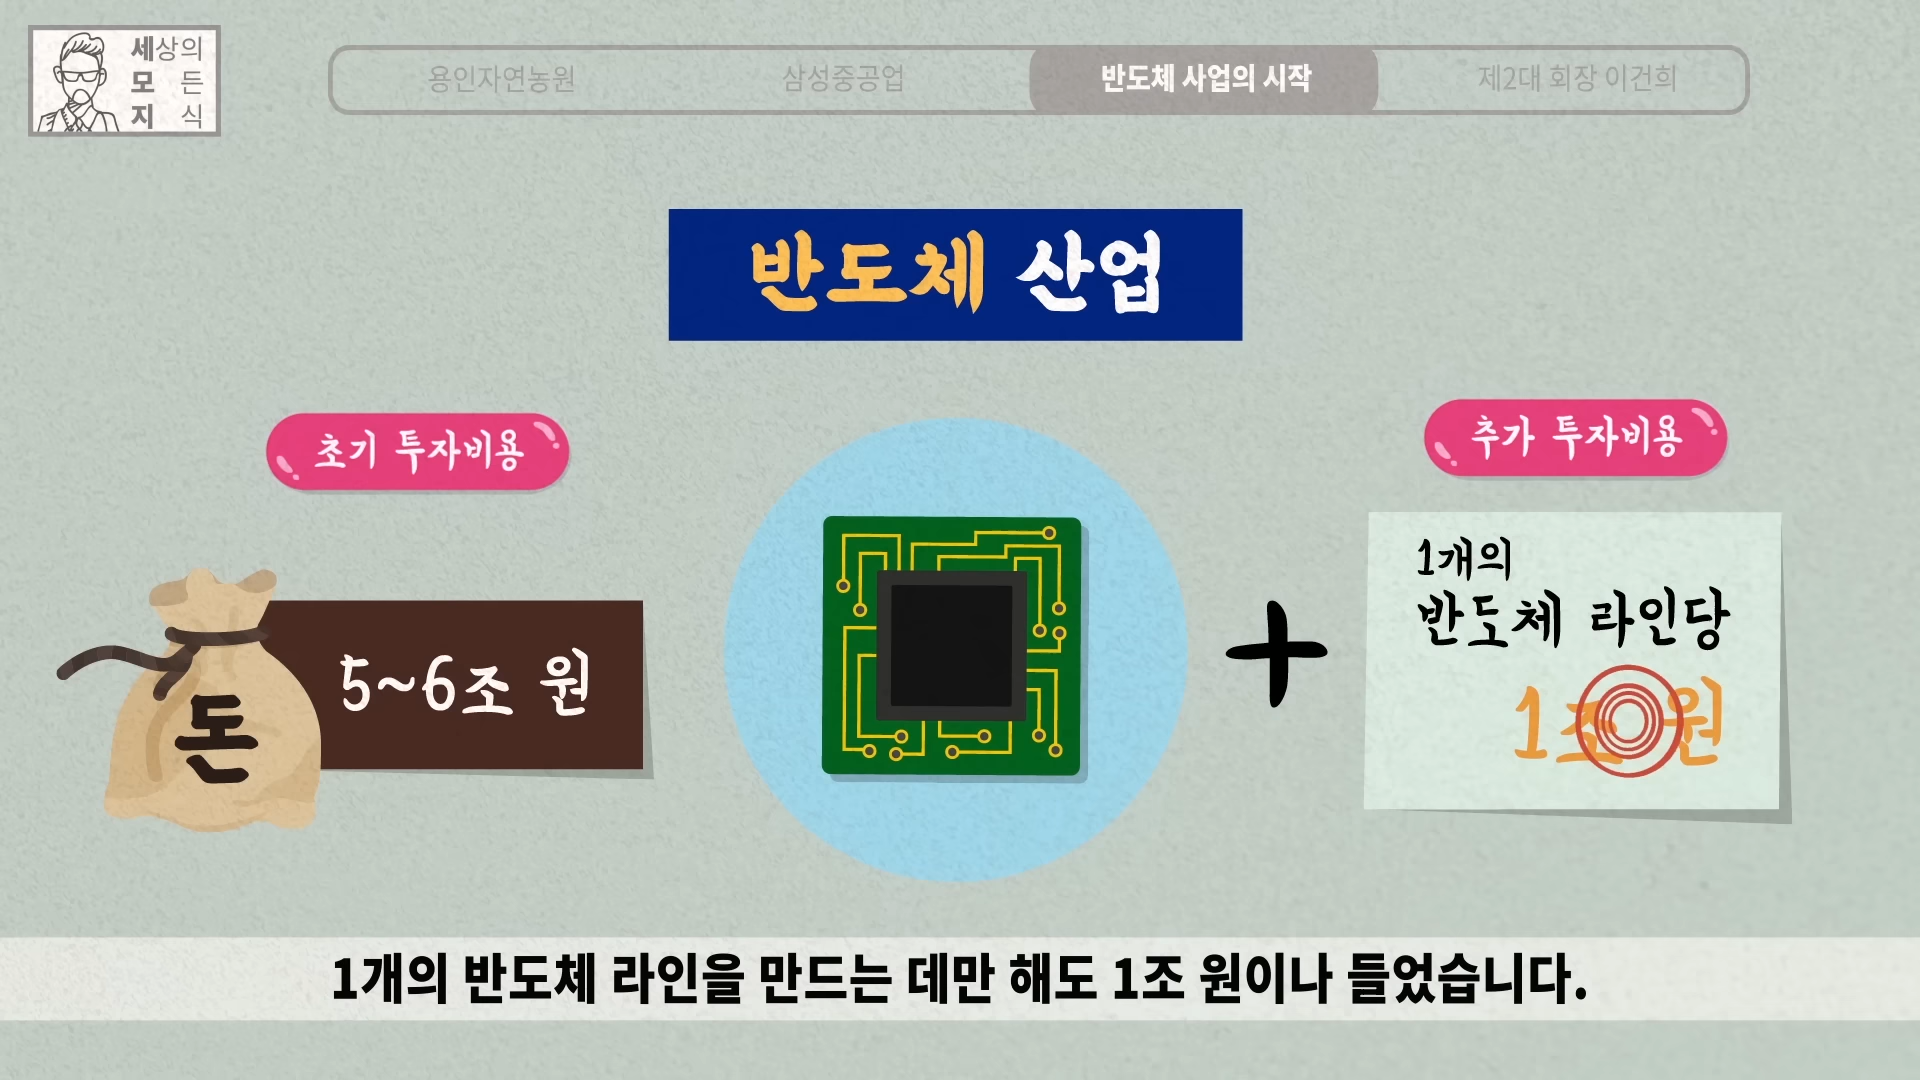 세상의
모든
지식
용인자연농원
삼성중공업
반도체 사업의 시작
제2대 회장 이건희
반도체 산업
초기 투자비용
돈
5~6조 원
추가 투자비용
1개의
반도체 라인당
1조 원
1개의 반도체 라인을 만드는 데만 해도 1조 원이나 들었습니다.